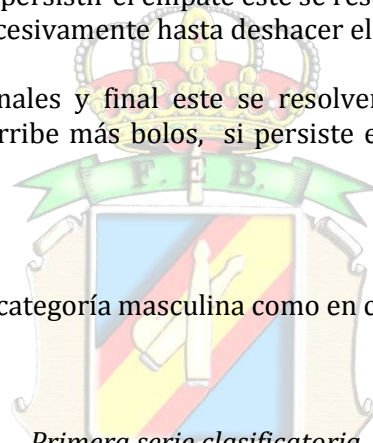 persistir el empate este se res
cesivamente hasta deshacer el
nales y final este se resolver
rribe más bolos, si persiste e
F. E. B.
categoría masculina como en c
Primera serie clasificatoria